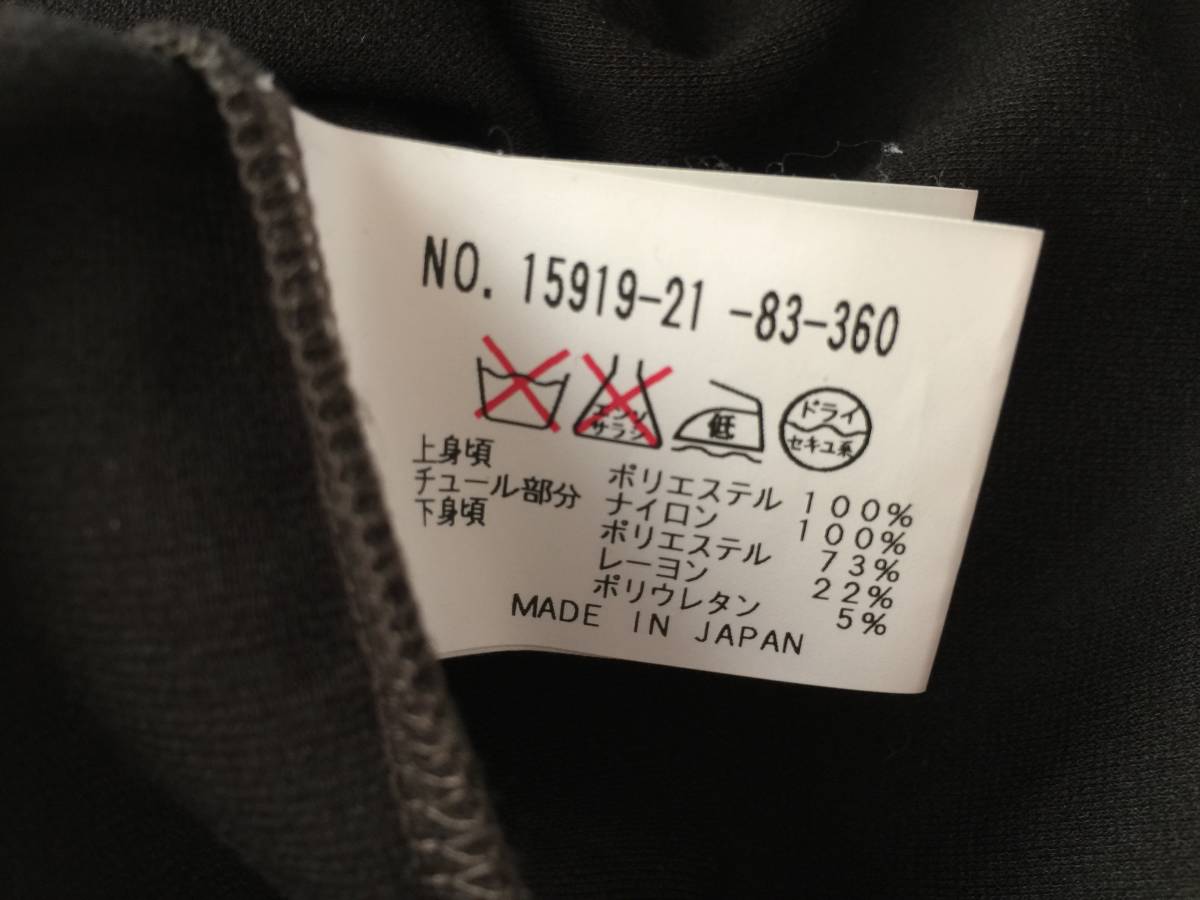 NO. 15919-21 -83-360
エンソ
サラシ
低
ドライ
セキユ系
上身頃 ポリエステル 100%
チュール部分 ナイロン 100%
下身頃 ポリエステル 73%
レーヨン 22%
ポリウレタン 5%
MADE IN JAPAN